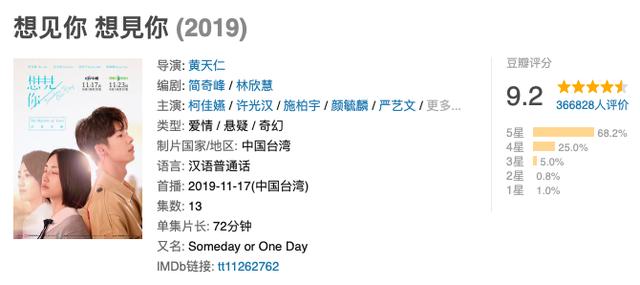 想见你 想見你 (2019)
想見你
11.17
11.23
导演: 黄天仁
编剧: 简奇峰 / 林欣慧
主演: 柯佳嬿 / 许光汉 / 施柏宇 / 颜毓麟 / 严艺文 / 更多...
类型: 爱情 / 悬疑 / 奇幻
制片国家/地区: 中国台湾
语言: 汉语普通话
首播: 2019-11-17(中国台湾)
集数: 13
单集片长: 72分钟
又名: Someday or One Day
IMDb链接: tt11262762
豆瓣评分
9.2
366828人评价
5星 68.2%
4星 25.0%
3星 5.0%
2星 0.8%
1星 1.0%